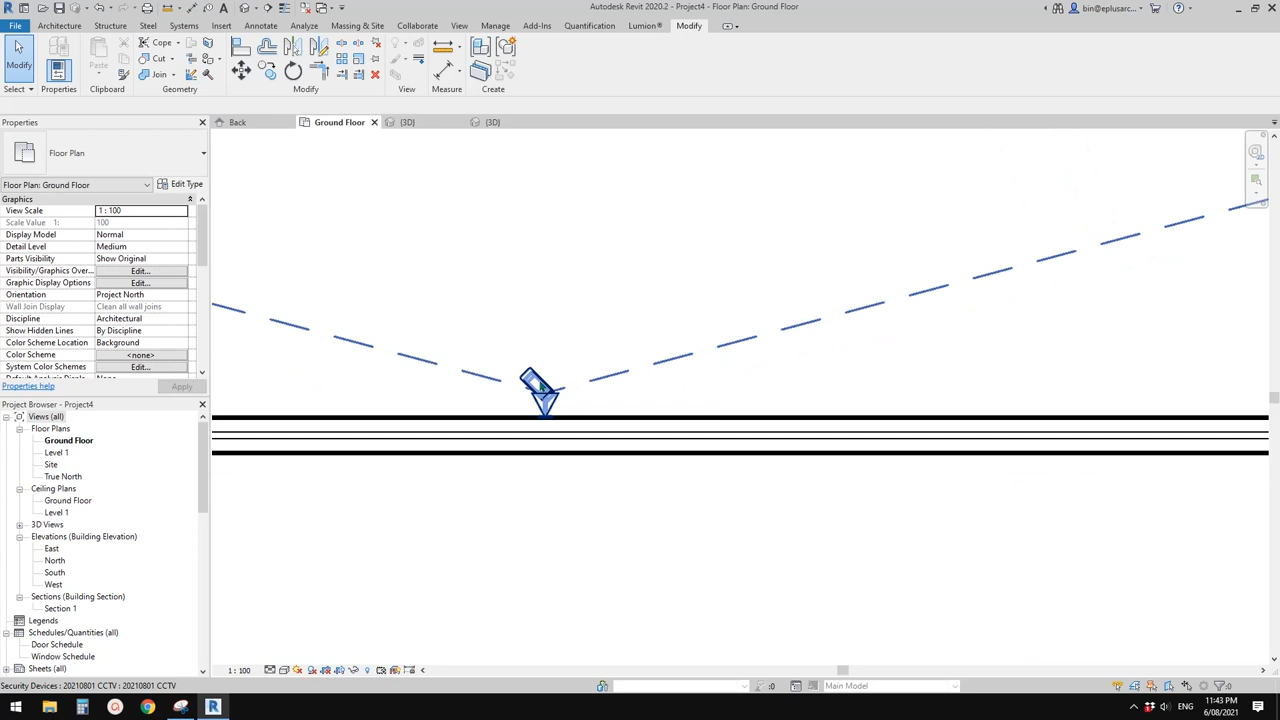 Autodesk Revit 2020.2 - Project4 - Floor Plan: Ground Floor
bin@eplusarc...
File Architecture Structure Steel Systems Insert Annotate Analyze Massing & Site Collaborate View Manage Add-Ins Quantification Lumion® Modify
Modify Paste Cope Cut Join
Select Properties Clipboard Geometry Modify View Measure Create
Properties
Back Ground Floor {3D} {3D}
Floor Plan
Floor Plan: Ground Floor Edit Type
Graphics
View Scale 1 : 100
Scale Value 1: 100
Display Model Normal
Detail Level Medium
Parts Visibility Show Original
Visibility/Graphics Over... Edit...
Graphic Display Options Edit...
Orientation Project North
Wall Join Display Clean all wall joins
Discipline Architectural
Show Hidden Lines By Discipline
Color Scheme Location Background
Color Scheme <none>
System Color Schemes Edit...
Properties help Apply
Project Browser - Project4
Views (all)
Floor Plans
Ground Floor
Level 1
Site
True North
Ceiling Plans
Ground Floor
Level 1
3D Views
Elevations (Building Elevation)
East
North
South
West
Sections (Building Section)
Section 1
Legends
Schedules/Quantities (all)
Door Schedule
Window Schedule
Sheets (all)
1 : 100
Security Devices : 20210801 CCTV : 20210801 CCTV
:0
Main Model
:0
ENG
11:43 PM
6/08/2021